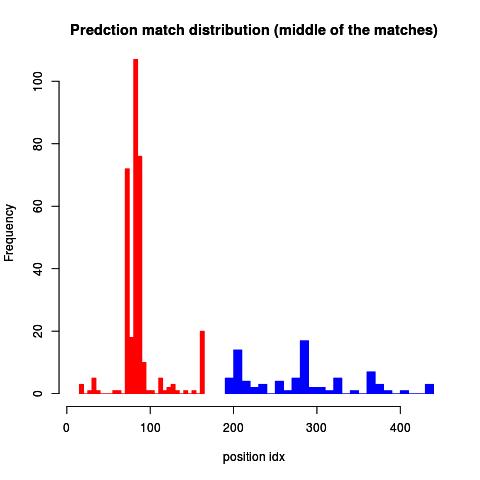 Predction match distribution (middle of the matches)
Frequency
100
80
60
40
20
0
0 100 200 300 400
position idx